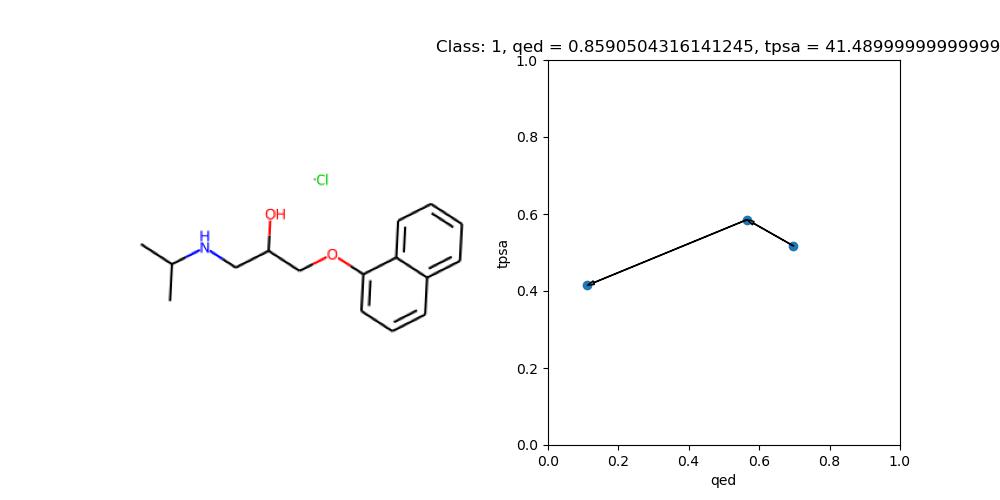 Class: 1, qed = 0.8590504316141245, tpsa = 41.48999999999999
·Cl
OH
H
N
O
1.0
0.8
0.6
0.4
0.2
0.0
tpsa
0.0 0.2 0.4 0.6 0.8 1.0
qed